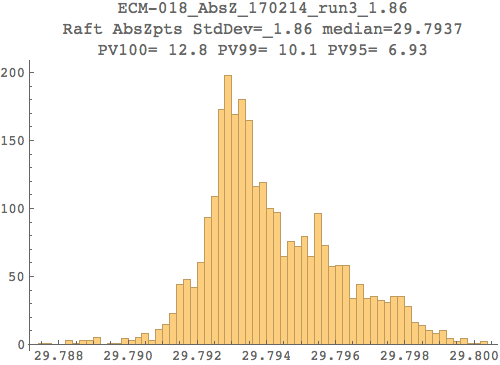 ECM-018_AbsZ_170214_run3_1.86
Raft AbsZpts StdDev=_1.86 median=29.7937
PV100= 12.8 PV99= 10.1 PV95= 6.93
200
150
100
50
0
29.788 29.790 29.792 29.794 29.796 29.798 29.800